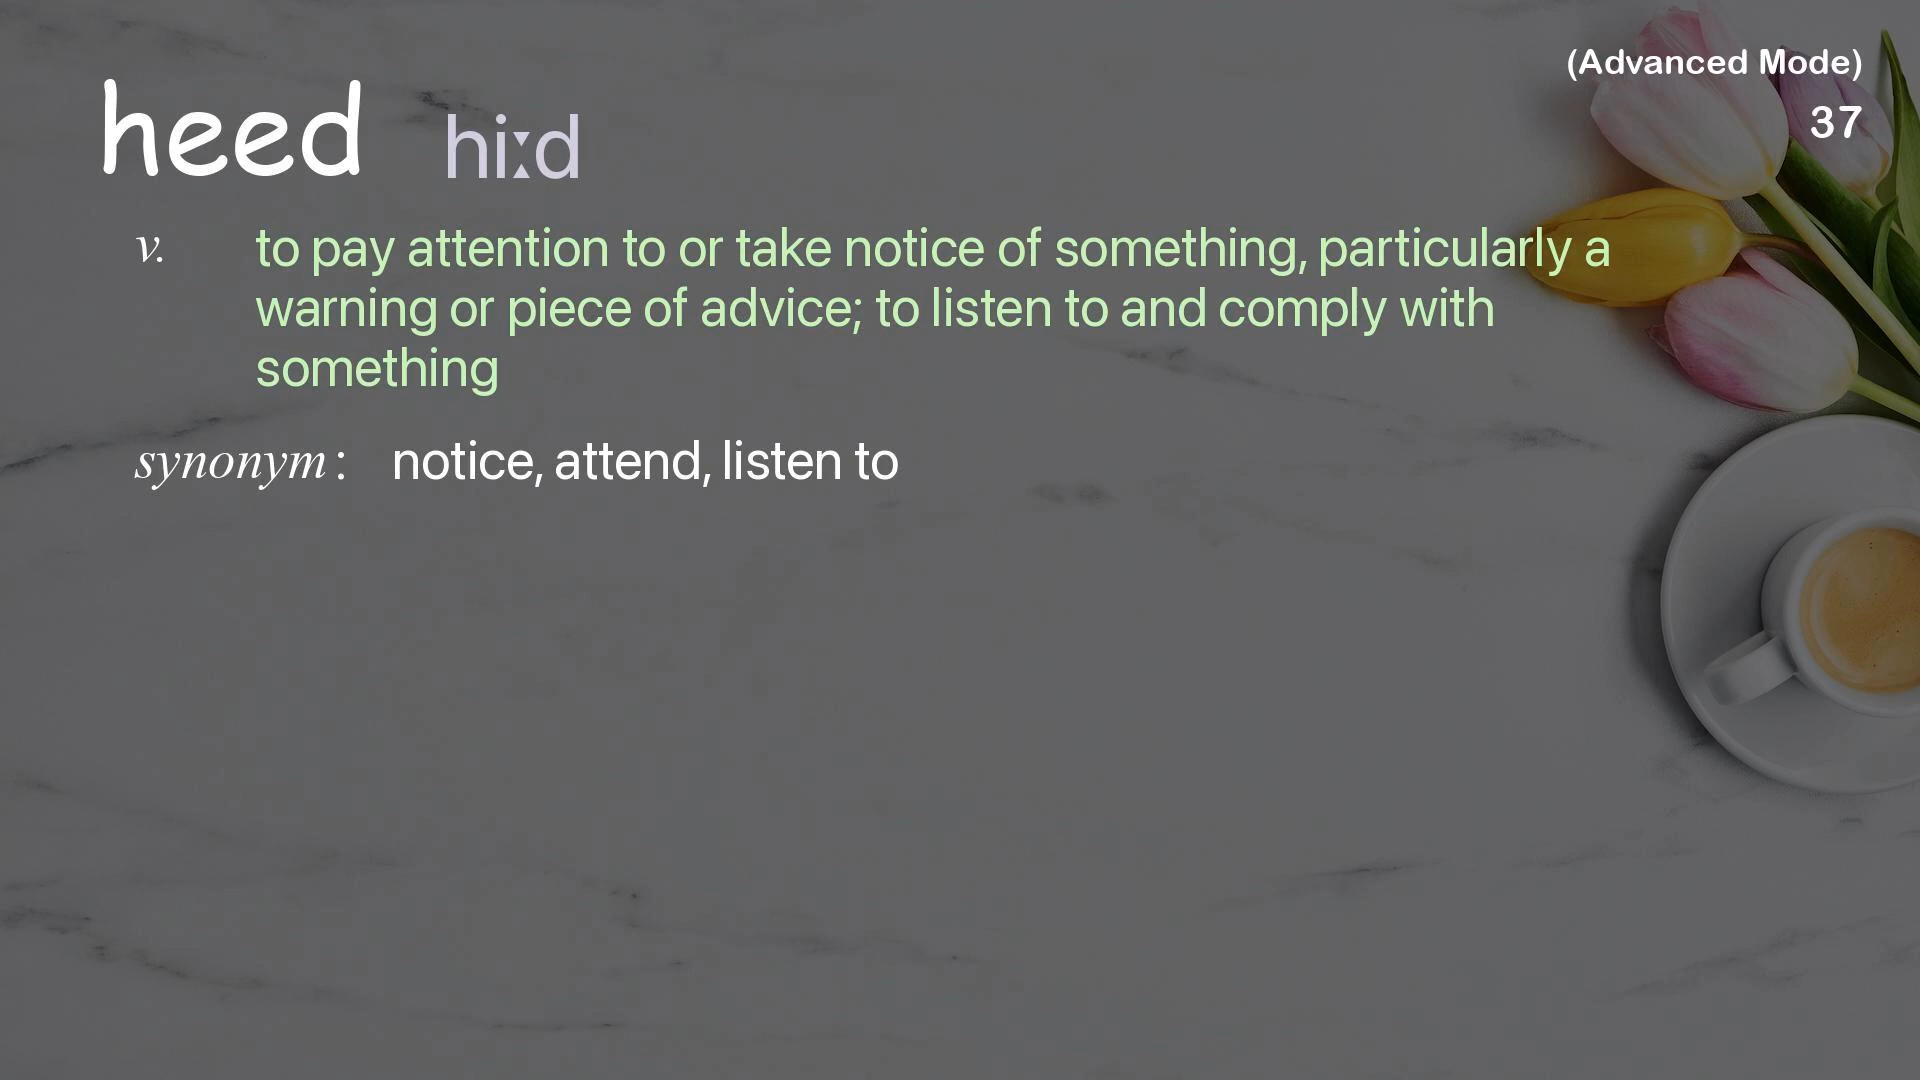 (Advanced Mode)
37
heed hiːd
v. to pay attention to or take notice of something, particularly a
warning or piece of advice; to listen to and comply with
something
synonym : notice, attend, listen to